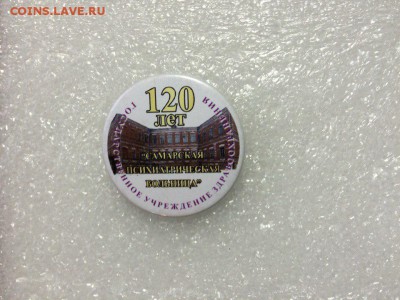 COINS.LAVE.RU
120
ЛЕТ
"САМАРСКАЯ
ПСИХИАТРИЧЕСКАЯ
БОЛЬНИЦА"
ГОСУДАРСТВЕННОЕ УЧРЕЖДЕНИЕ ЗДРАВООХРАНЕНИЯ